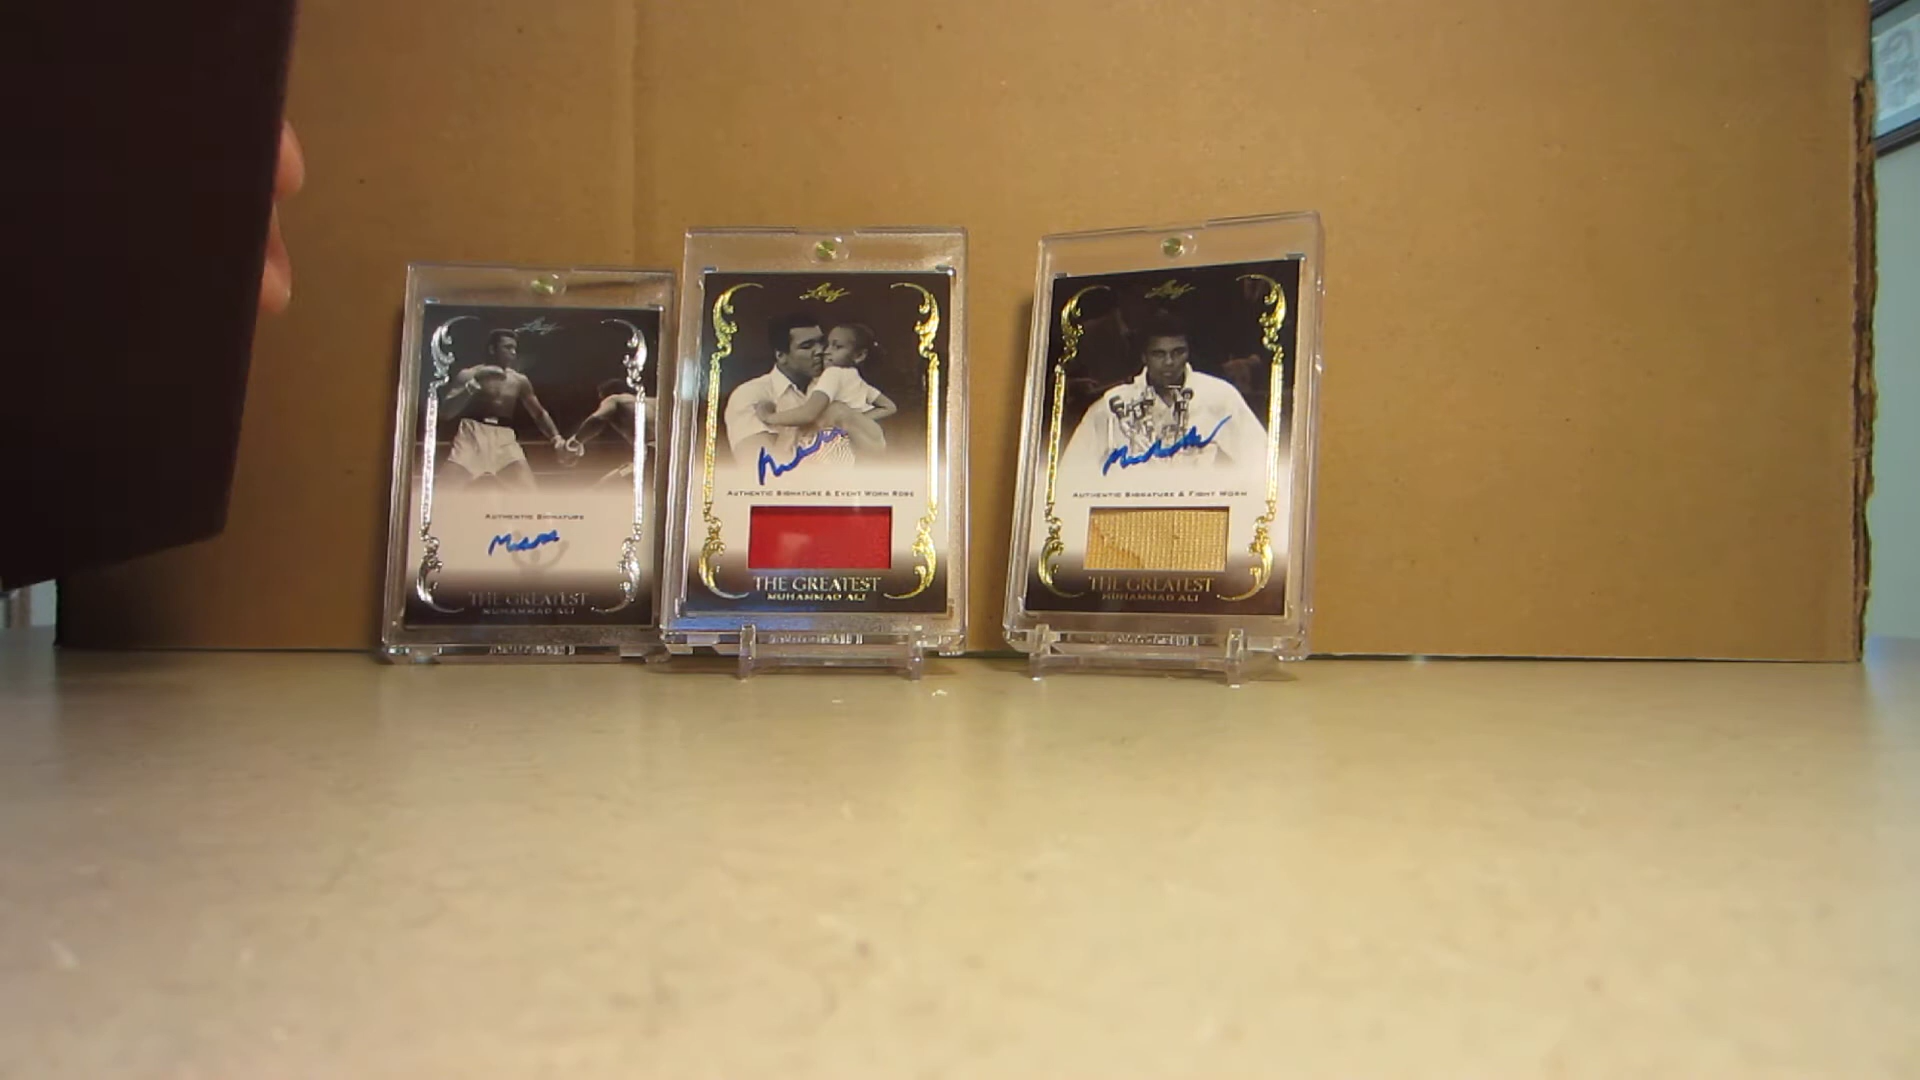 Leaf
AUTHENTIC SIGNATURE
THE GREATEST
MUHAMMAD ALI
Leaf
AUTHENTIC SIGNATURE & EVENT WORN ROBE
THE GREATEST
MUHAMMAD ALI
Leaf
AUTHENTIC SIGNATURE & FIGHT WORN
THE GREATEST
MUHAMMAD ALI